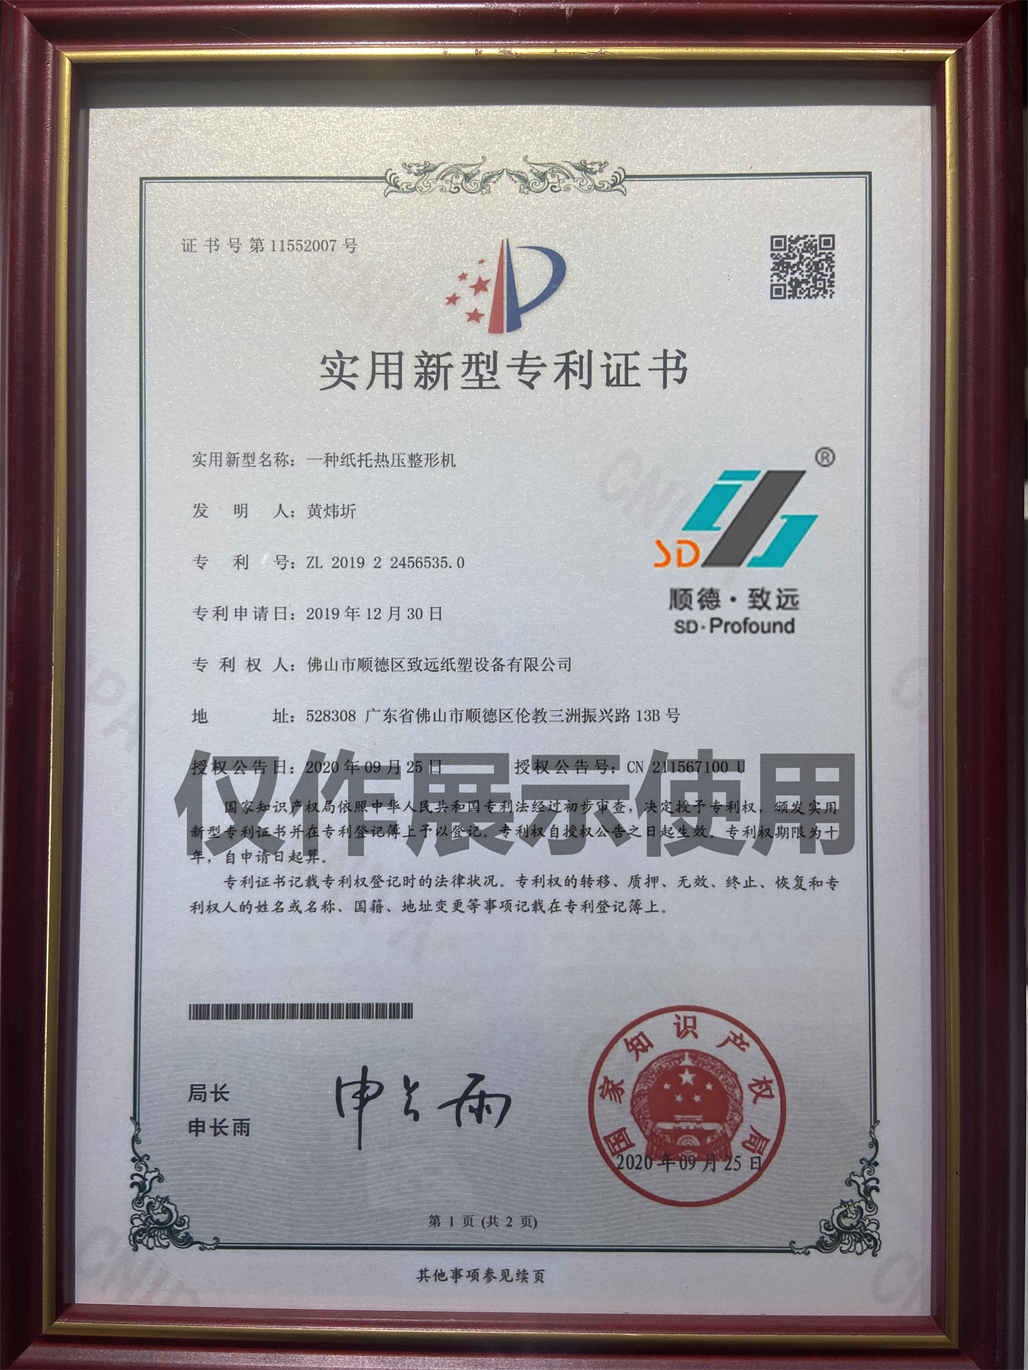 证书号第11552007号
实用新型专利证书
实用新型名称：一种纸托热压整形机
发明人：黄炜圻
专利号：ZL 2019 2 2456535.0
专利申请日：2019年12月30日
专利权人：佛山市顺德区致远纸塑设备有限公司
地址：528308 广东省佛山市顺德区伦教三洲振兴路13B号
®
SD
顺德·致远
SD·Profound
授权公告日：2020年09月25日 授权公告号：CN 211567100 U
仅作展示使用
国家知识产权局依照中华人民共和国专利法经过初步审查，决定授予专利权，颁发实用
新型专利证书并在专利登记簿上予以登记。专利权自授权公告之日起生效。专利权期限为十
年，自申请日起算。
专利证书记载专利权登记时的法律状况。专利权的转移、质押、无效、终止、恢复和专
利权人的姓名或名称、国籍、地址变更等事项记载在专利登记簿上。
局长
申长雨
申长雨
国家知识产权局
2020年09月25日
第 1 页 (共 2 页)
其他事项参见续页